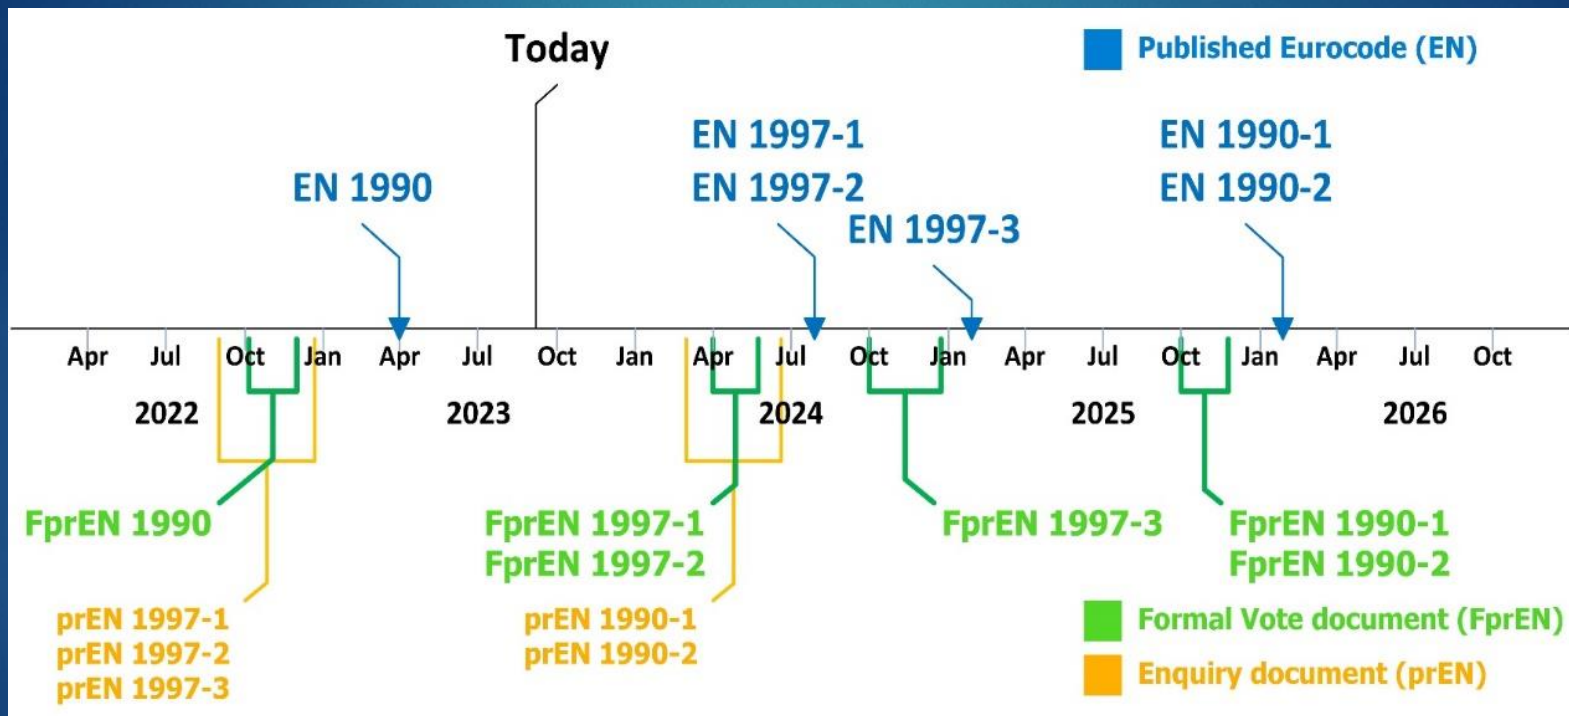 Today
Published Eurocode (EN)
EN 1997-1
EN 1990-1
EN 1990
EN 1997-2
EN 1990-2
EN 1997-3
Apr Jul Oct Jan Apr Jul Oct Jan Apr Jul Oct Jan Apr Jul Oct Jan Apr Jul Oct
2022 2023 2024 2025 2026
FprEN 1990
FprEN 1997-1
FprEN 1997-2
FprEN 1997-3
FprEN 1990-1
FprEN 1990-2
prEN 1997-1
prEN 1997-2
prEN 1997-3
prEN 1990-1
prEN 1990-2
Formal Vote document (FprEN)
Enquiry document (prEN)